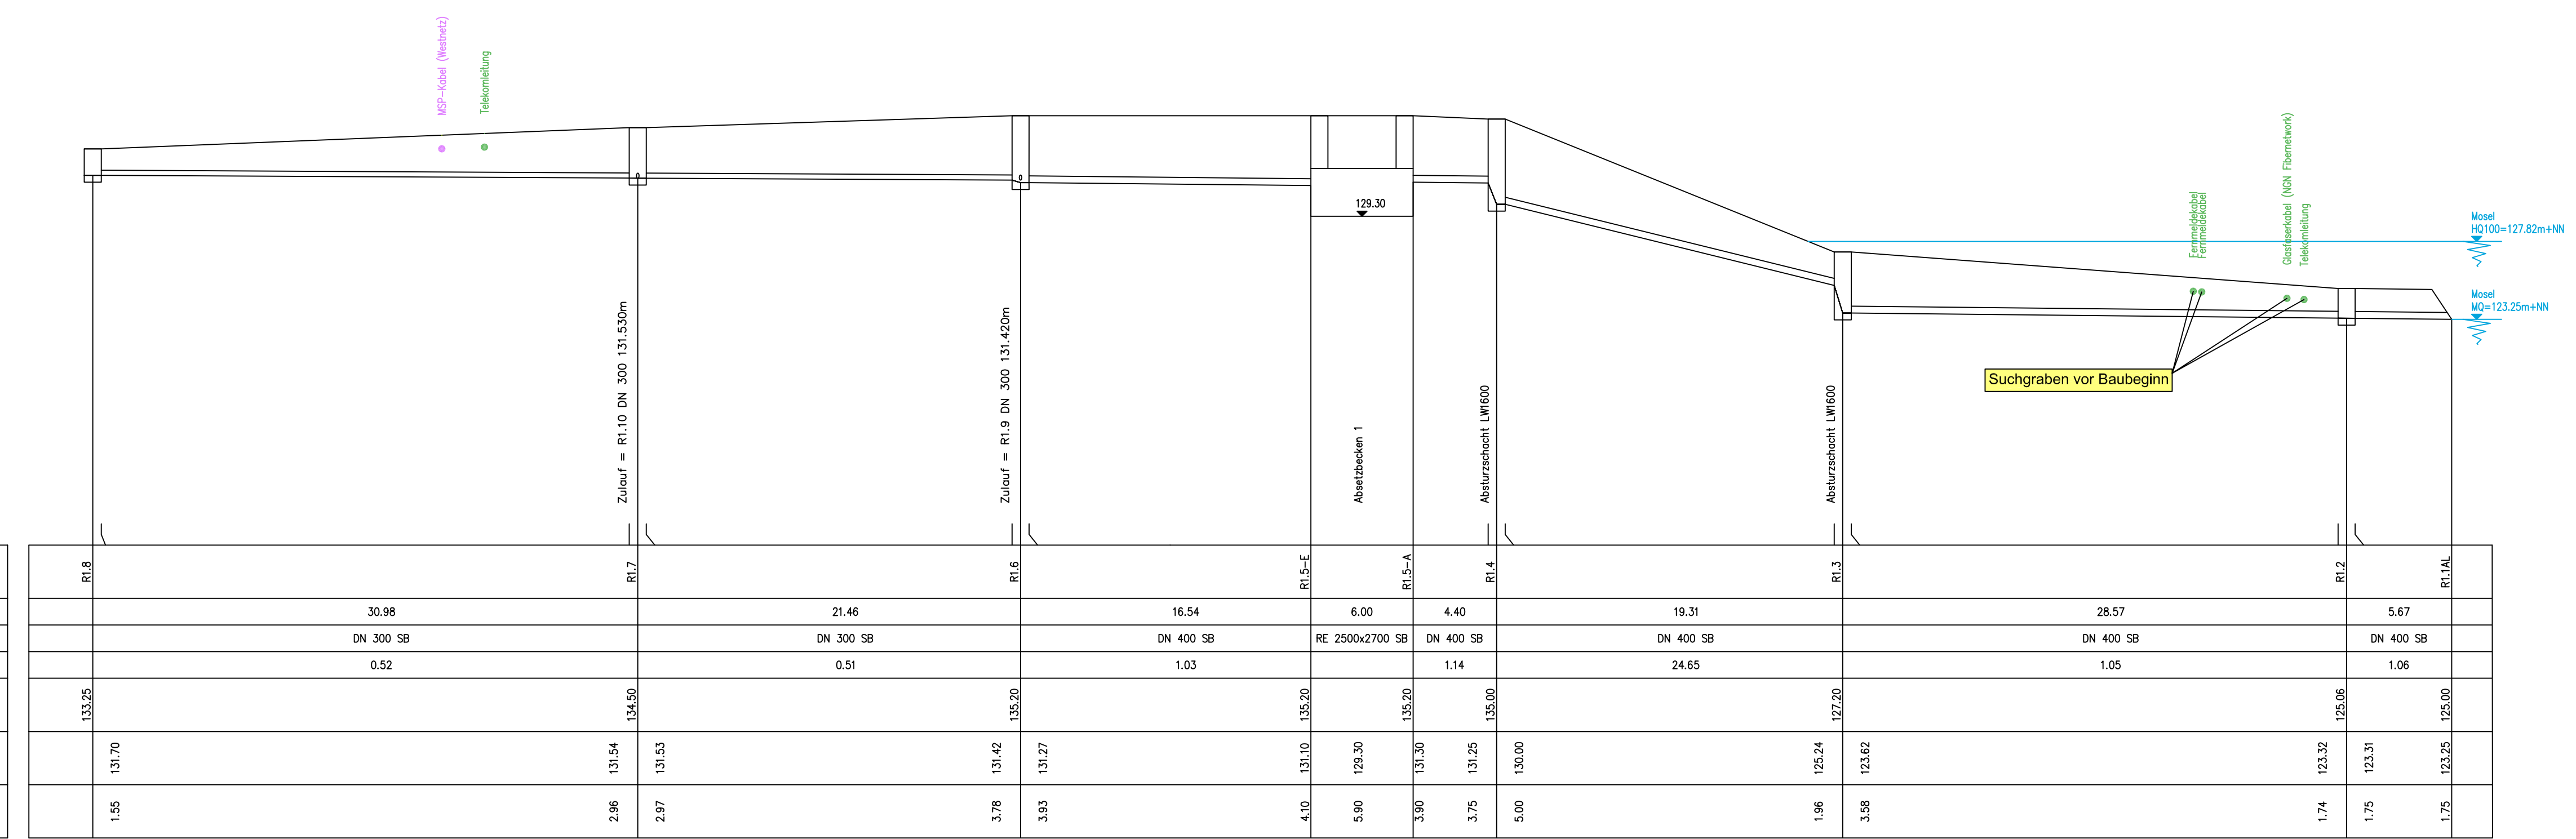 MSP-Kabel (Westnetz)
Telekomleitung
129.30
Fernmeldekabel
Fernmeldekabel
Glasfaserkabel (NGN Fibernetwork)
Telekomleitung
Mosel
HQ100=127.82m+NN
Mosel
MQ=123.25m+NN
Suchgraben vor Baubeginn
Zulauf = R1.10 DN 300 131.530m
Zulauf = R1.9 DN 300 131.420m
Absetzbecken 1
Absturzschacht LW1600
Absturzschacht LW1600
R1.8 R1.7 R1.6 R1.5-E R1.5-A R1.4 R1.3 R1.2 R1.1AL
30.98 21.46 16.54 6.00 4.40 19.31 28.57 5.67
DN 300 SB DN 300 SB DN 400 SB RE 2500x2700 SB DN 400 SB DN 400 SB DN 400 SB DN 400 SB
0.52 0.51 1.03 1.14 24.65 1.05 1.06
133.25 134.50 135.20 135.20 135.20 135.00 127.20 125.06 125.00
131.70 131.54 131.53 131.42 131.27 131.10 129.30 131.30 131.25 130.00 125.24 123.62 123.32 123.31 123.25
1.55 2.96 2.97 3.78 3.93 4.10 5.90 3.90 3.75 5.00 1.96 3.58 1.74 1.75 1.75